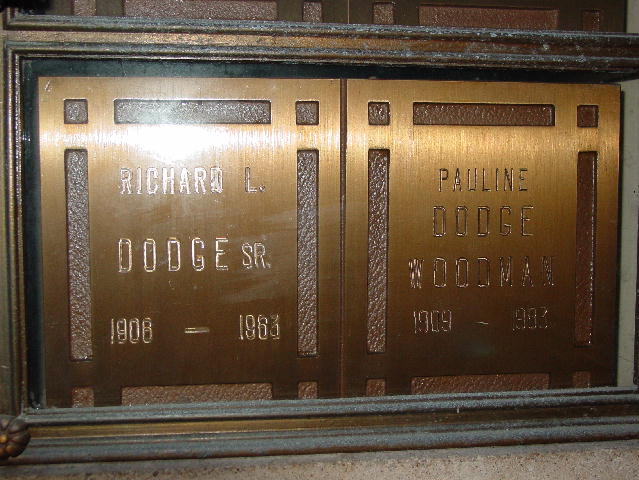 RICHARD L.
DODGE SR.
1906 — 1963
PAULINE
DODGE
WOODMAN
1909 — 1993